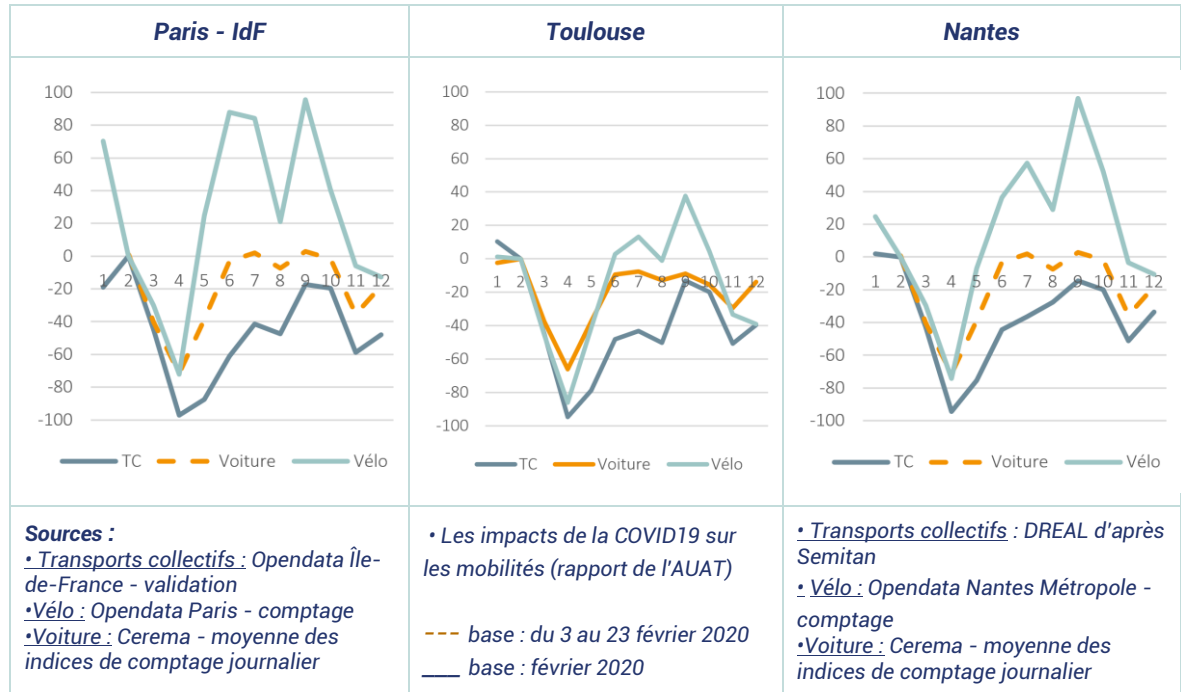 Paris - IdF
Toulouse
Nantes
100
80
60
40
20
0
-20
-40
-60
-80
-100
1 2 3 4 5 6 7 8 9 10 11 12
TC Voiture Vélo
100
80
60
40
20
0
-20
-40
-60
-80
-100
1 2 3 4 5 6 7 8 9 10 11 12
TC Voiture Vélo
100
80
60
40
20
0
-20
-40
-60
-80
-100
1 2 3 4 5 6 7 8 9 10 11 12
TC Voiture Vélo
Sources :
• Transports collectifs : Opendata Île-
de-France - validation
•Vélo : Opendata Paris - comptage
•Voiture : Cerema - moyenne des
indices de comptage journalier
• Les impacts de la COVID19 sur
les mobilités (rapport de l'AUAT)
--- base : du 3 au 23 février 2020
___ base : février 2020
• Transports collectifs : DREAL d'après
Semitan
• Vélo : Opendata Nantes Métropole -
comptage
•Voiture : Cerema - moyenne des
indices de comptage journalier